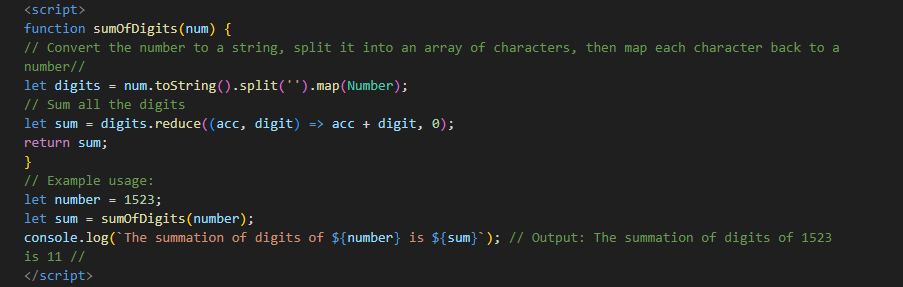 <script>
function sumOfDigits(num) {
// Convert the number to a string, split it into an array of characters, then map each character back to a
number//
let digits = num.toString().split('').map(Number);
// Sum all the digits
let sum = digits.reduce((acc, digit) => acc + digit, 0);
return sum;
}
// Example usage:
let number = 1523;
let sum = sumOfDigits(number);
console.log(`The summation of digits of ${number} is ${sum}`); // Output: The summation of digits of 1523
is 11 //
</script>